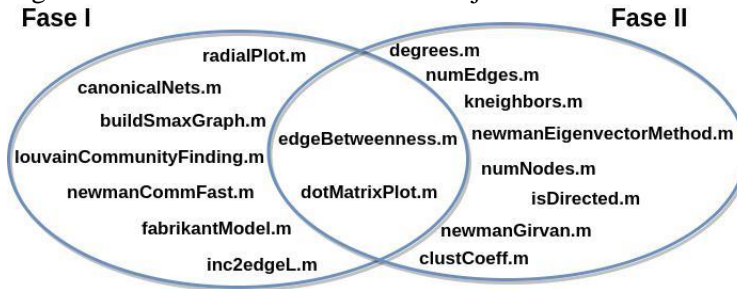 Fase I
Fase II
radialPlot.m
canonicalNets.m
buildSmaxGraph.m
louvainCommunityFinding.m
newmanCommFast.m
fabrikantModel.m
inc2edgeL.m
edgeBetweenness.m
dotMatrixPlot.m
degrees.m
numEdges.m
kneighbors.m
newmanEigenvectorMethod.m
numNodes.m
isDirected.m
newmanGirvan.m
clustCoeff.m